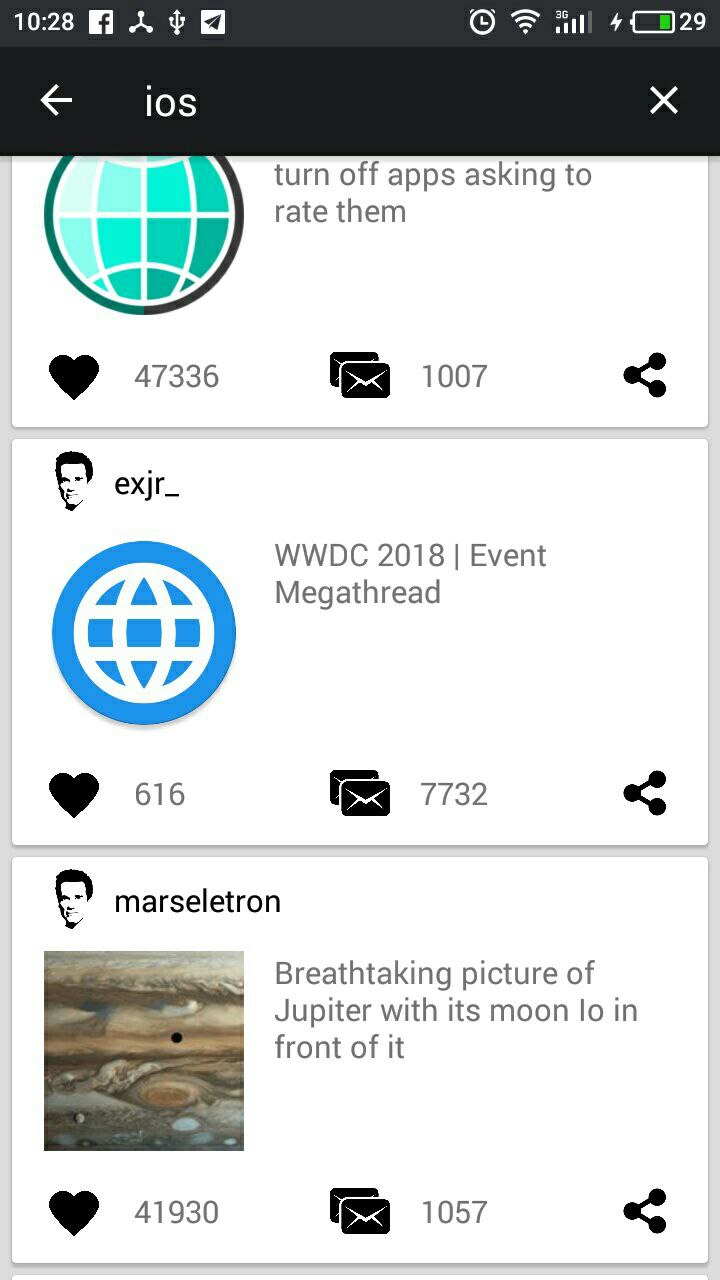 10:28
3G
29
ios
turn off apps asking to
rate them
47336
1007
exjr_
WWDC 2018 | Event
Megathread
616
7732
marseletron
Breathtaking picture of
Jupiter with its moon Io in
front of it
41930
1057